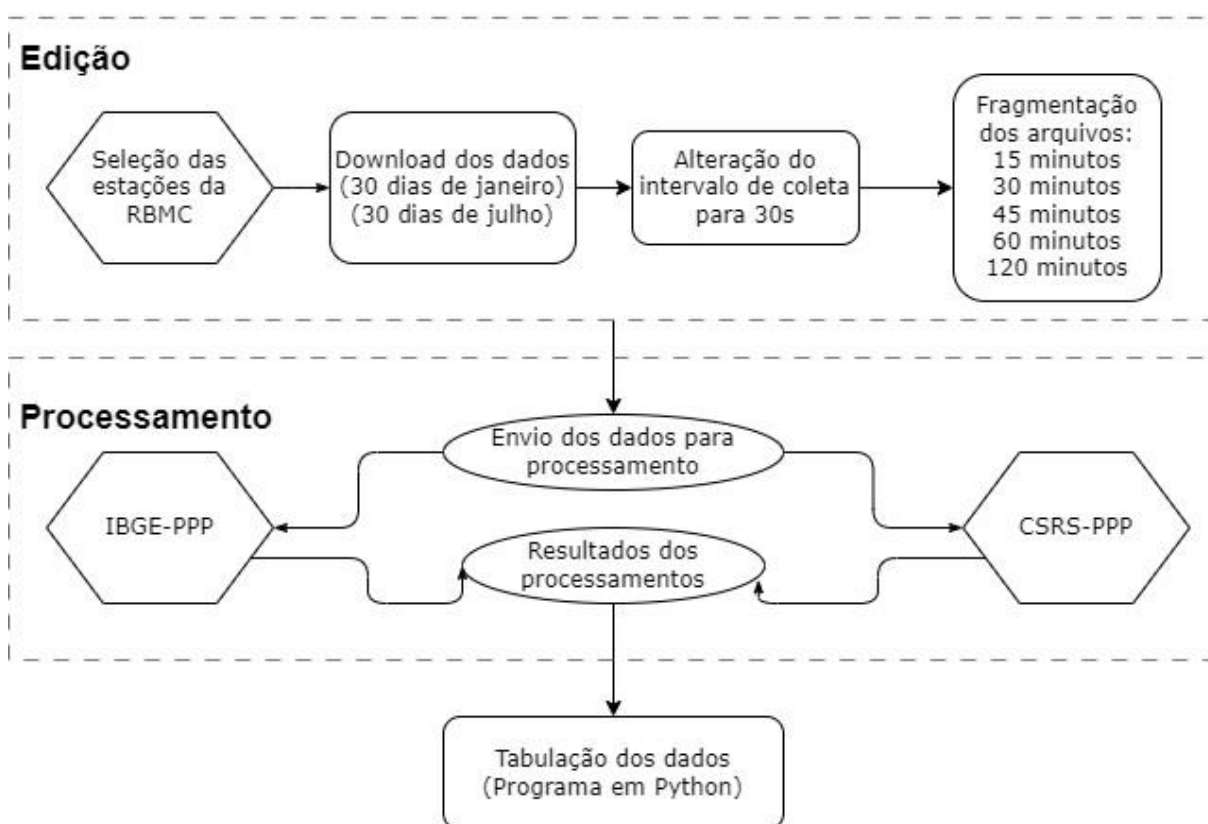 Edição
Seleção das
estações da
RBMC
Download dos dados
(30 dias de janeiro)
(30 dias de julho)
Alteração do
intervalo de coleta
para 30s
Fragmentação
dos arquivos:
15 minutos
30 minutos
45 minutos
60 minutos
120 minutos
Processamento
Envio dos dados para
processamento
IBGE-PPP
CSRS-PPP
Resultados dos
processamentos
Tabulação dos dados
(Programa em Python)